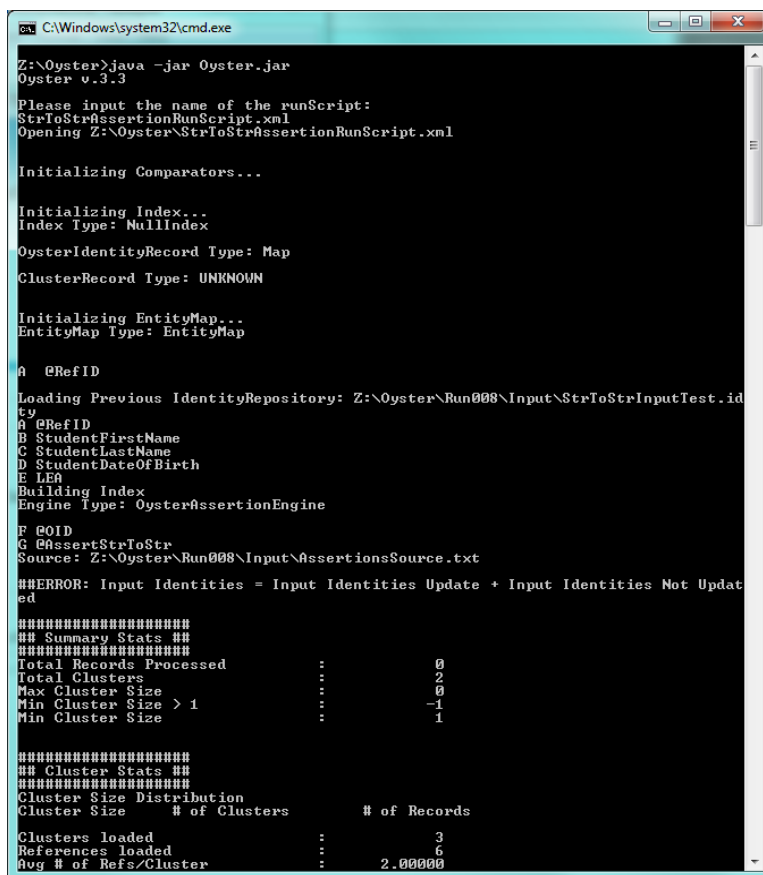 C:\Windows\system32\cmd.exe
Z:\Oyster>java -jar Oyster.jar
Oyster v.3.3
Please input the name of the runScript:
StrToStrAssertionRunScript.xml
Opening Z:\Oyster\StrToStrAssertionRunScript.xml
Initializing Comparators...
Initializing Index...
Index Type: NullIndex
OysterIdentityRecord Type: Map
ClusterRecord Type: UNKNOWN
Initializing EntityMap...
EntityMap Type: EntityMap
A @RefID
Loading Previous IdentityRepository: Z:\Oyster\Run008\Input\StrToStrInputTest.id
ty
A @RefID
B StudentFirstName
C StudentLastName
D StudentDateOfBirth
E LEA
Building Index
Engine Type: OysterAssertionEngine
F @OID
G @AssertStrToStr
Source: Z:\Oyster\Run008\Input\AssertionsSource.txt
##ERROR: Input Identities = Input Identities Update + Input Identities Not Updat
ed
####################
## Summary Stats ##
####################
Total Records Processed : 0
Total Clusters : 2
Max Cluster Size : 0
Min Cluster Size > 1 : -1
Min Cluster Size : 1
####################
## Cluster Stats ##
####################
Cluster Size Distribution
Cluster Size # of Clusters # of Records
Clusters loaded : 3
References loaded : 6
Avg # of Refs/Cluster : 2.00000